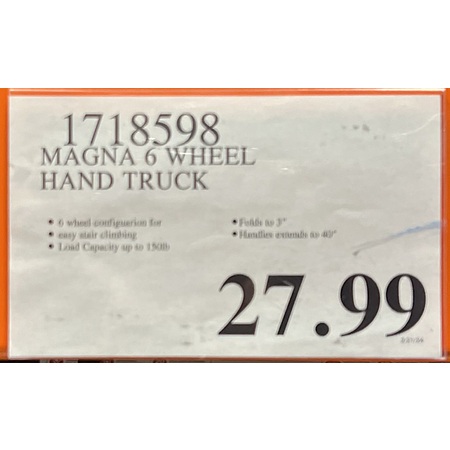 1718598
MAGNA 6 WHEEL
HAND TRUCK
• 6 wheel configuarion for
• easy stair climbing
• Load Capacity up to 150lb
• Folds to 3"
• Handles extends to 40"
27.99